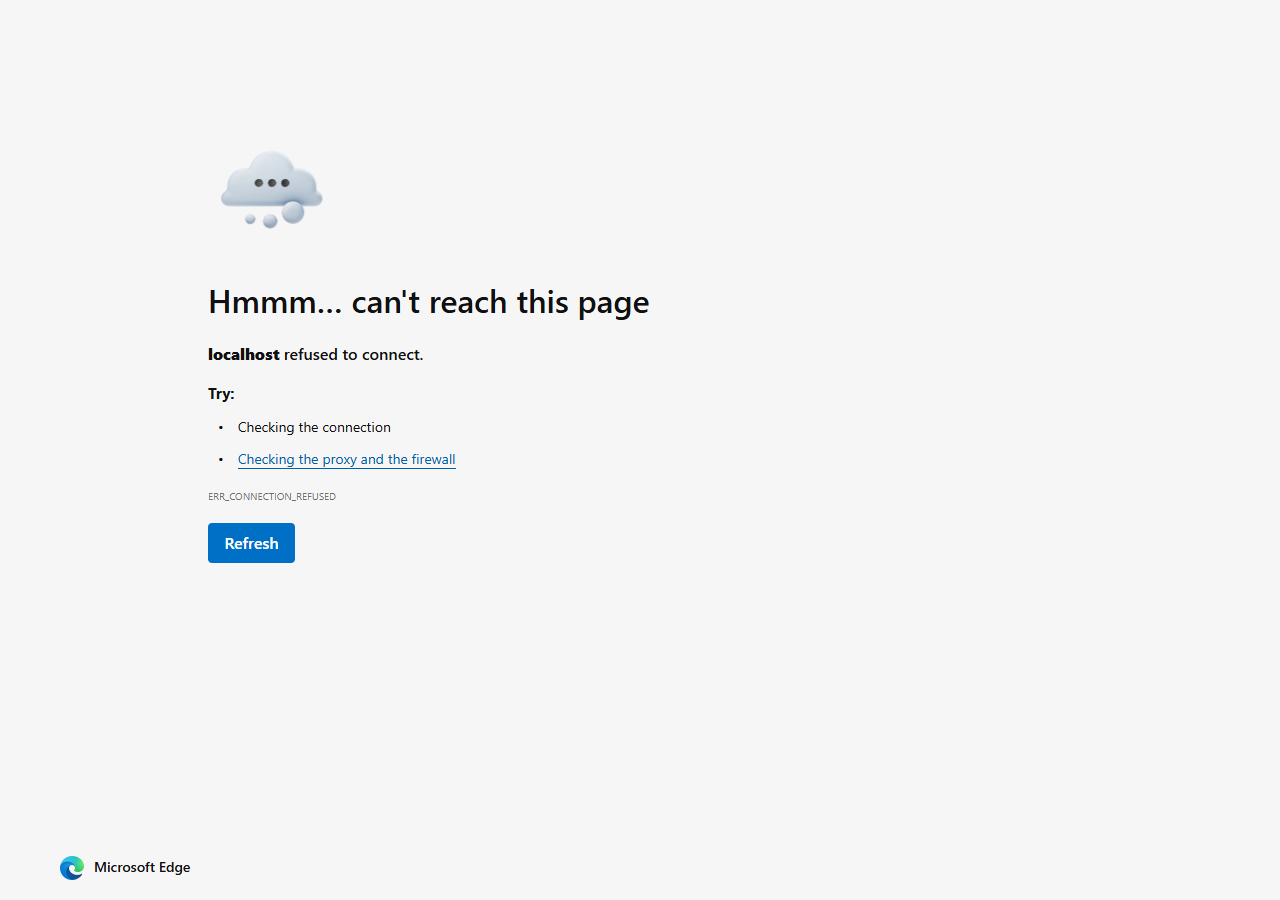 Hmmm… can't reach this page
localhost refused to connect.
Try:
• Checking the connection
• Checking the proxy and the firewall
ERR_CONNECTION_REFUSED
Refresh
Microsoft Edge